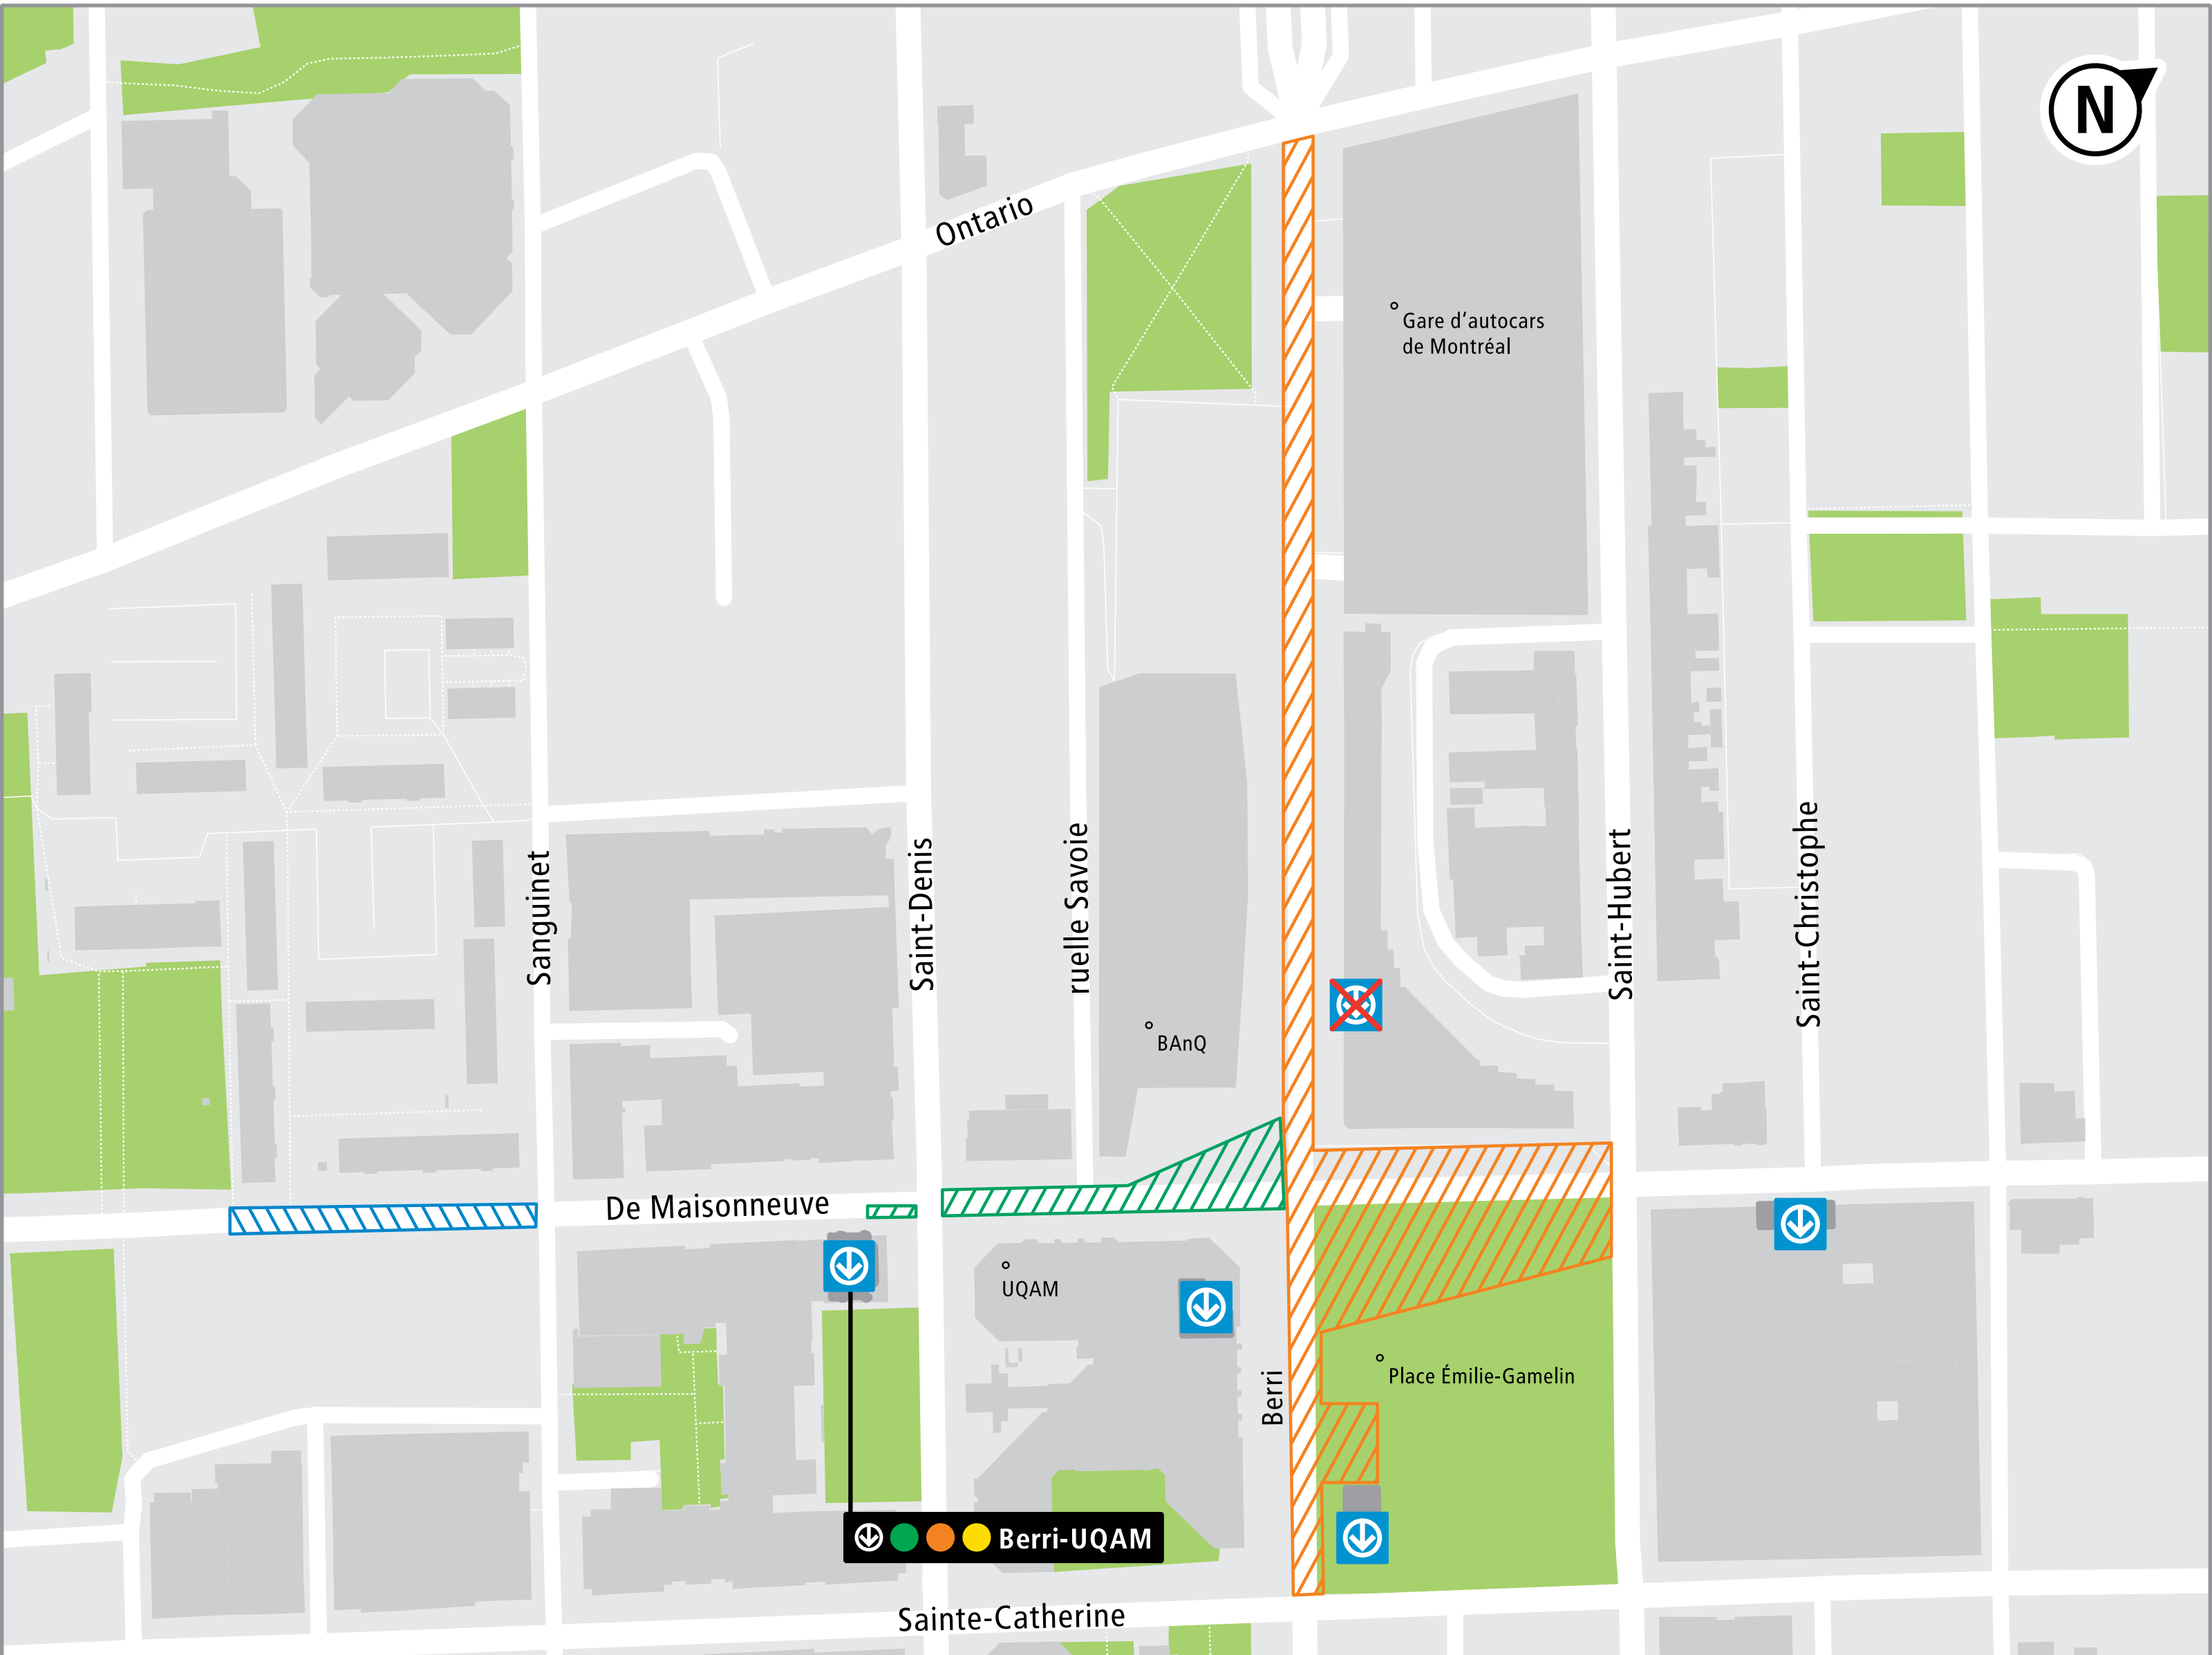 N
Ontario
Gare d'autocars
de Montréal
Sanguinet
Saint-Denis
ruelle Savoie
Saint-Hubert
Saint-Christophe
BAnQ
De Maisonneuve
UQAM
Berri
Place Émilie-Gamelin
Berri-UQAM
Sainte-Catherine